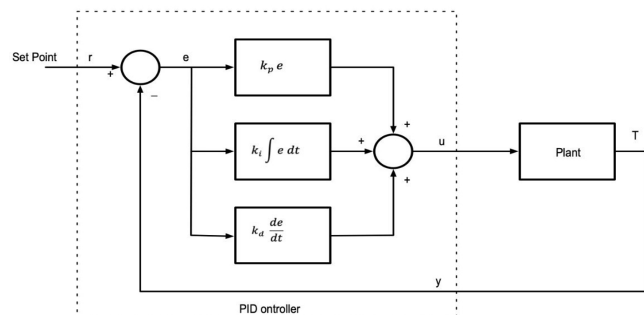 Set Point
r
+
−
e
k_p e
k_i ∫ e dt
k_d de/dt
+
+
+
u
Plant
T
y
PID ontroller